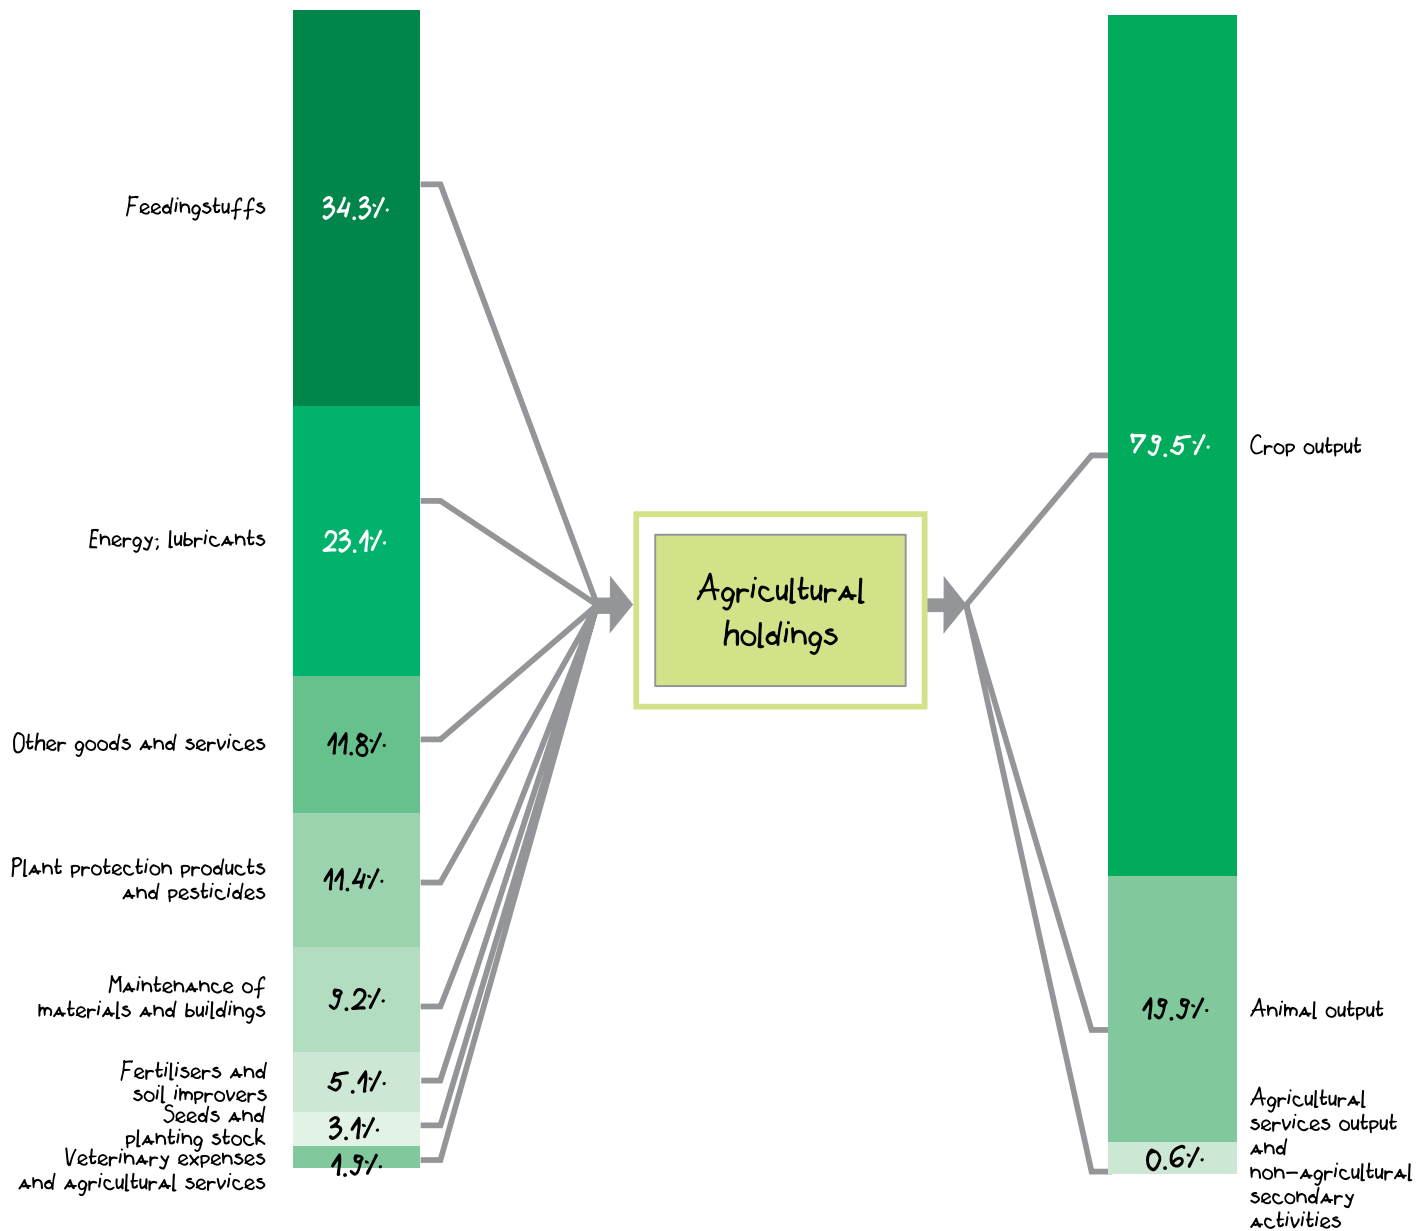 Feedingstuffs
34.3%
Energy; lubricants
23.1%
Other goods and services
11.8%
Plant protection products
and pesticides
11.4%
Maintenance of
materials and buildings
9.2%
Fertilisers and
soil improvers
5.1%
Seeds and
planting stock
3.1%
Veterinary expenses
and agricultural services
1.9%
Agricultural
holdings
79.5%
Crop output
19.9%
Animal output
0.6%
Agricultural
services output
and
non-agricultural
secondary
activities